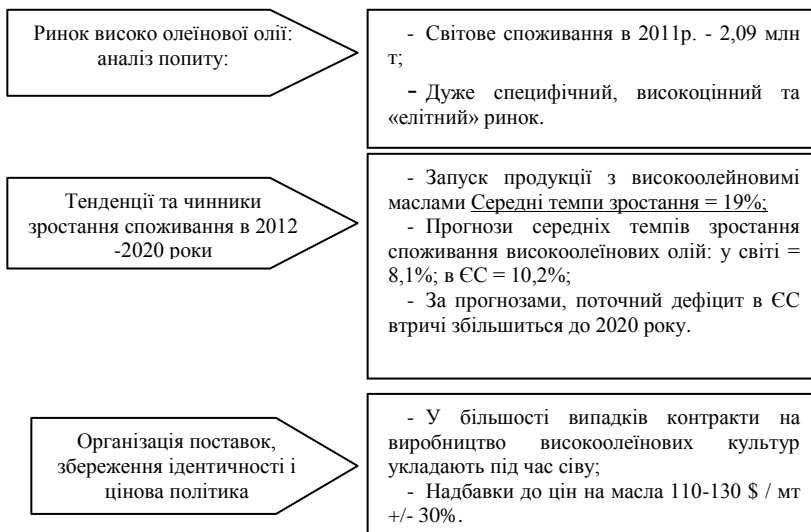 Ринок високо олеїнової олії:
аналіз попиту:
- Світове споживання в 2011р. - 2,09 млн
т;
- Дуже специфічний, високоцінний та
«елітний» ринок.
Тенденції та чинники
зростання споживання в 2012
-2020 роки
- Запуск продукції з високоолейновимі
маслами Середні темпи зростання = 19%;
- Прогнози середніх темпів зростання
споживання високоолеїнових олій: у світі =
8,1%; в ЄС = 10,2%;
- За прогнозами, поточний дефіцит в ЄС
втричі збільшиться до 2020 року.
Організація поставок,
збереження ідентичності і
цінова політика
- У більшості випадків контракти на
виробництво високоолеїнових культур
укладають під час сіву;
- Надбавки до цін на масла 110-130 $ / мт
+/- 30%.